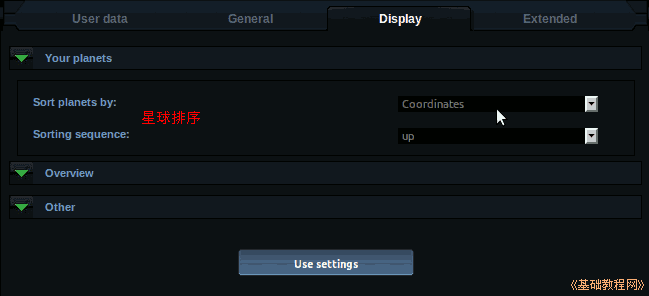 User data General Display Extended
Your planets
Sort planets by: Coordinates
星球排序
Sorting sequence: up
Overview
Other
Use settings
《基础教程网》